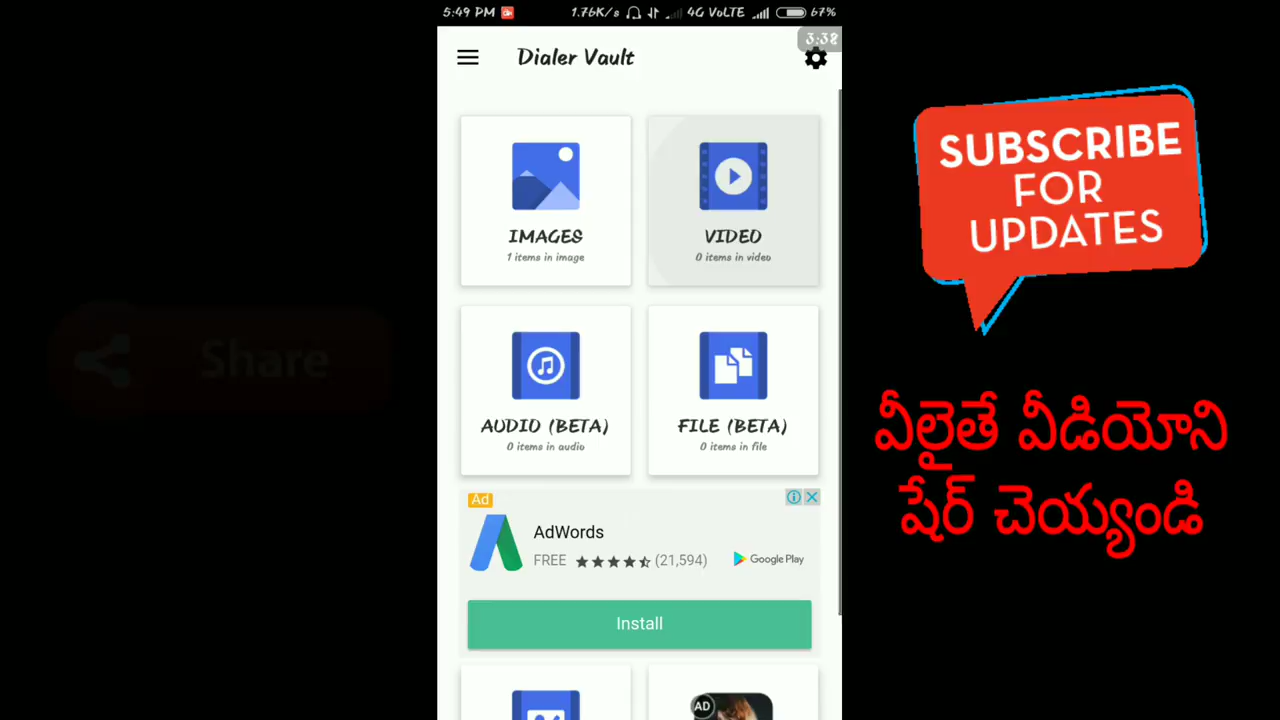 5:49 PM 1.76K/s 4G VoLTE 67%
3:38
Dialer Vault
IMAGES
1 items in image
VIDEO
0 items in video
AUDIO (BETA)
0 items in audio
FILE (BETA)
0 items in file
Ad
AdWords
FREE (21,594) Google Play
Install
AD
Share
SUBSCRIBE
FOR
UPDATES
వీలైతే వీడియోని
షేర్ చెయ్యండి